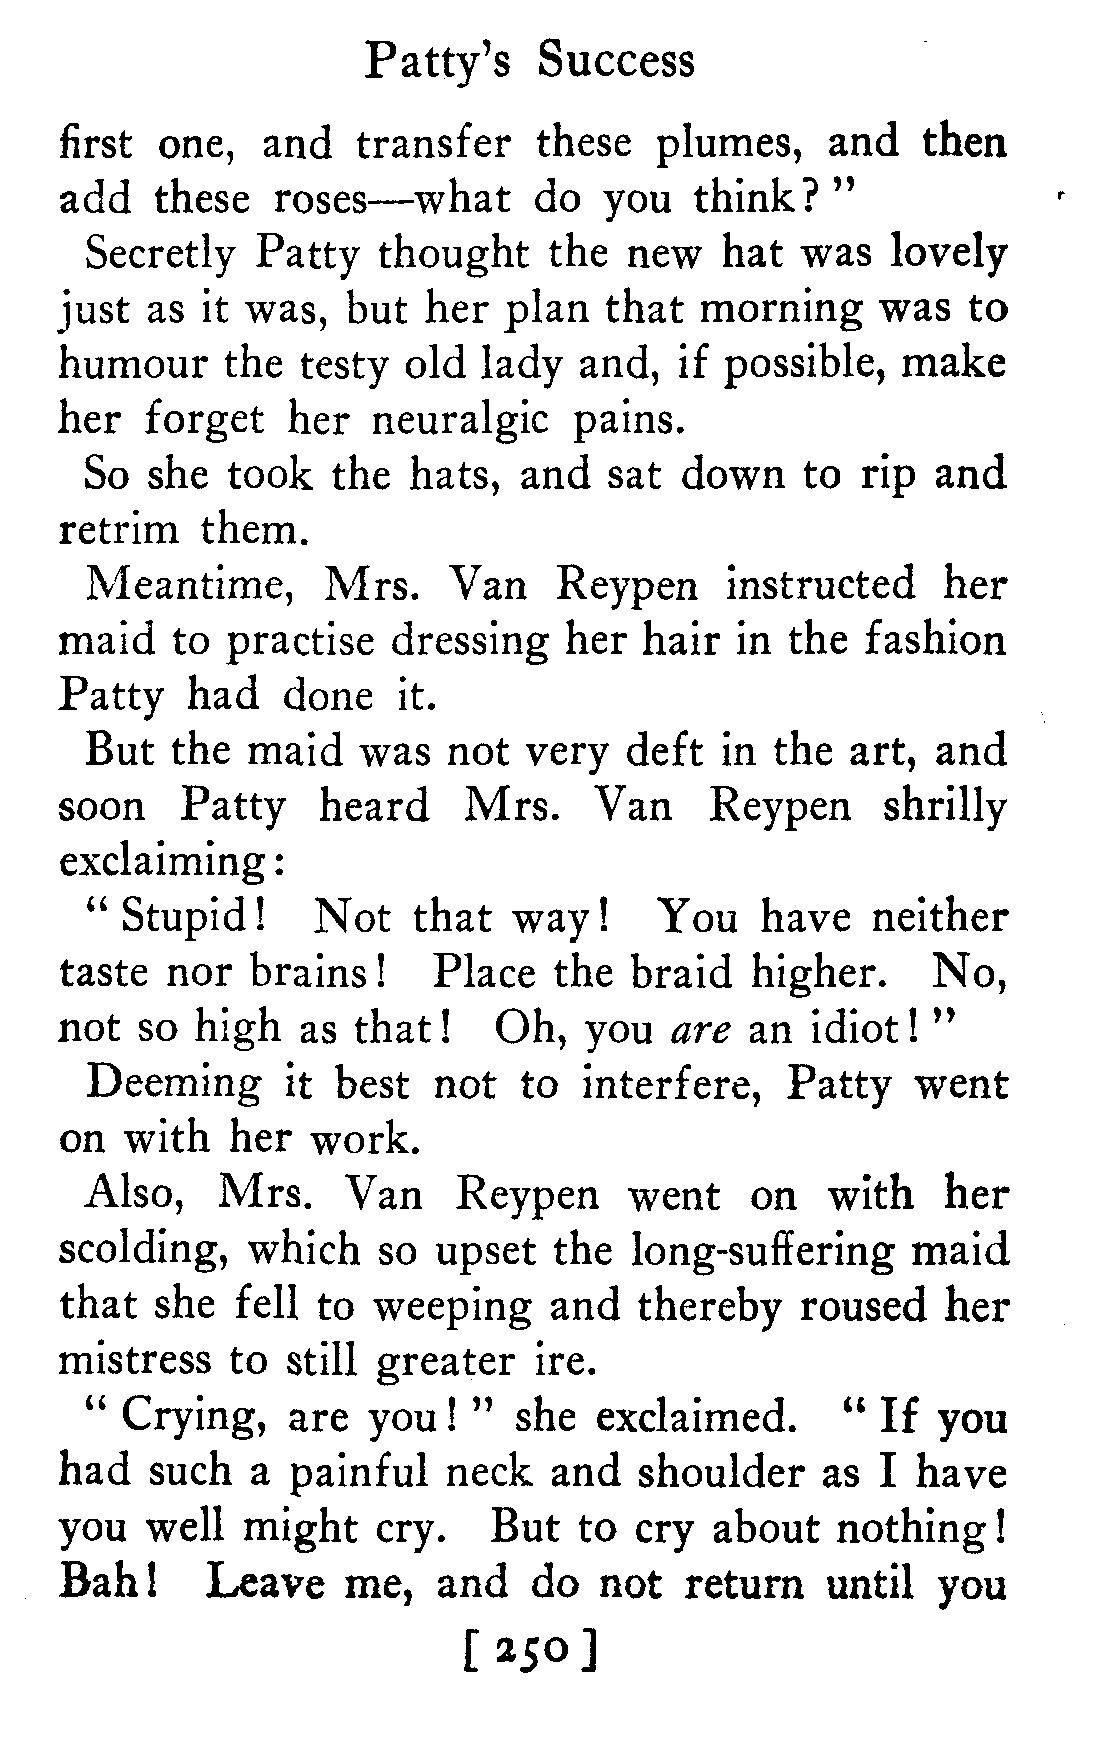 Patty's Success
first one, and transfer these plumes, and then
add these roses—what do you think?"
Secretly Patty thought the new hat was lovely
just as it was, but her plan that morning was to
humour the testy old lady and, if possible, make
her forget her neuralgic pains.
So she took the hats, and sat down to rip and
retrim them.
Meantime, Mrs. Van Reypen instructed her
maid to practise dressing her hair in the fashion
Patty had done it.
But the maid was not very deft in the art, and
soon Patty heard Mrs. Van Reypen shrilly
exclaiming:
"Stupid! Not that way! You have neither
taste nor brains! Place the braid higher. No,
not so high as that! Oh, you are an idiot!"
Deeming it best not to interfere, Patty went
on with her work.
Also, Mrs. Van Reypen went on with her
scolding, which so upset the long-suffering maid
that she fell to weeping and thereby roused her
mistress to still greater ire.
"Crying, are you!" she exclaimed. "If you
had such a painful neck and shoulder as I have
you well might cry. But to cry about nothing!
Bah! Leave me, and do not return until you
[250]